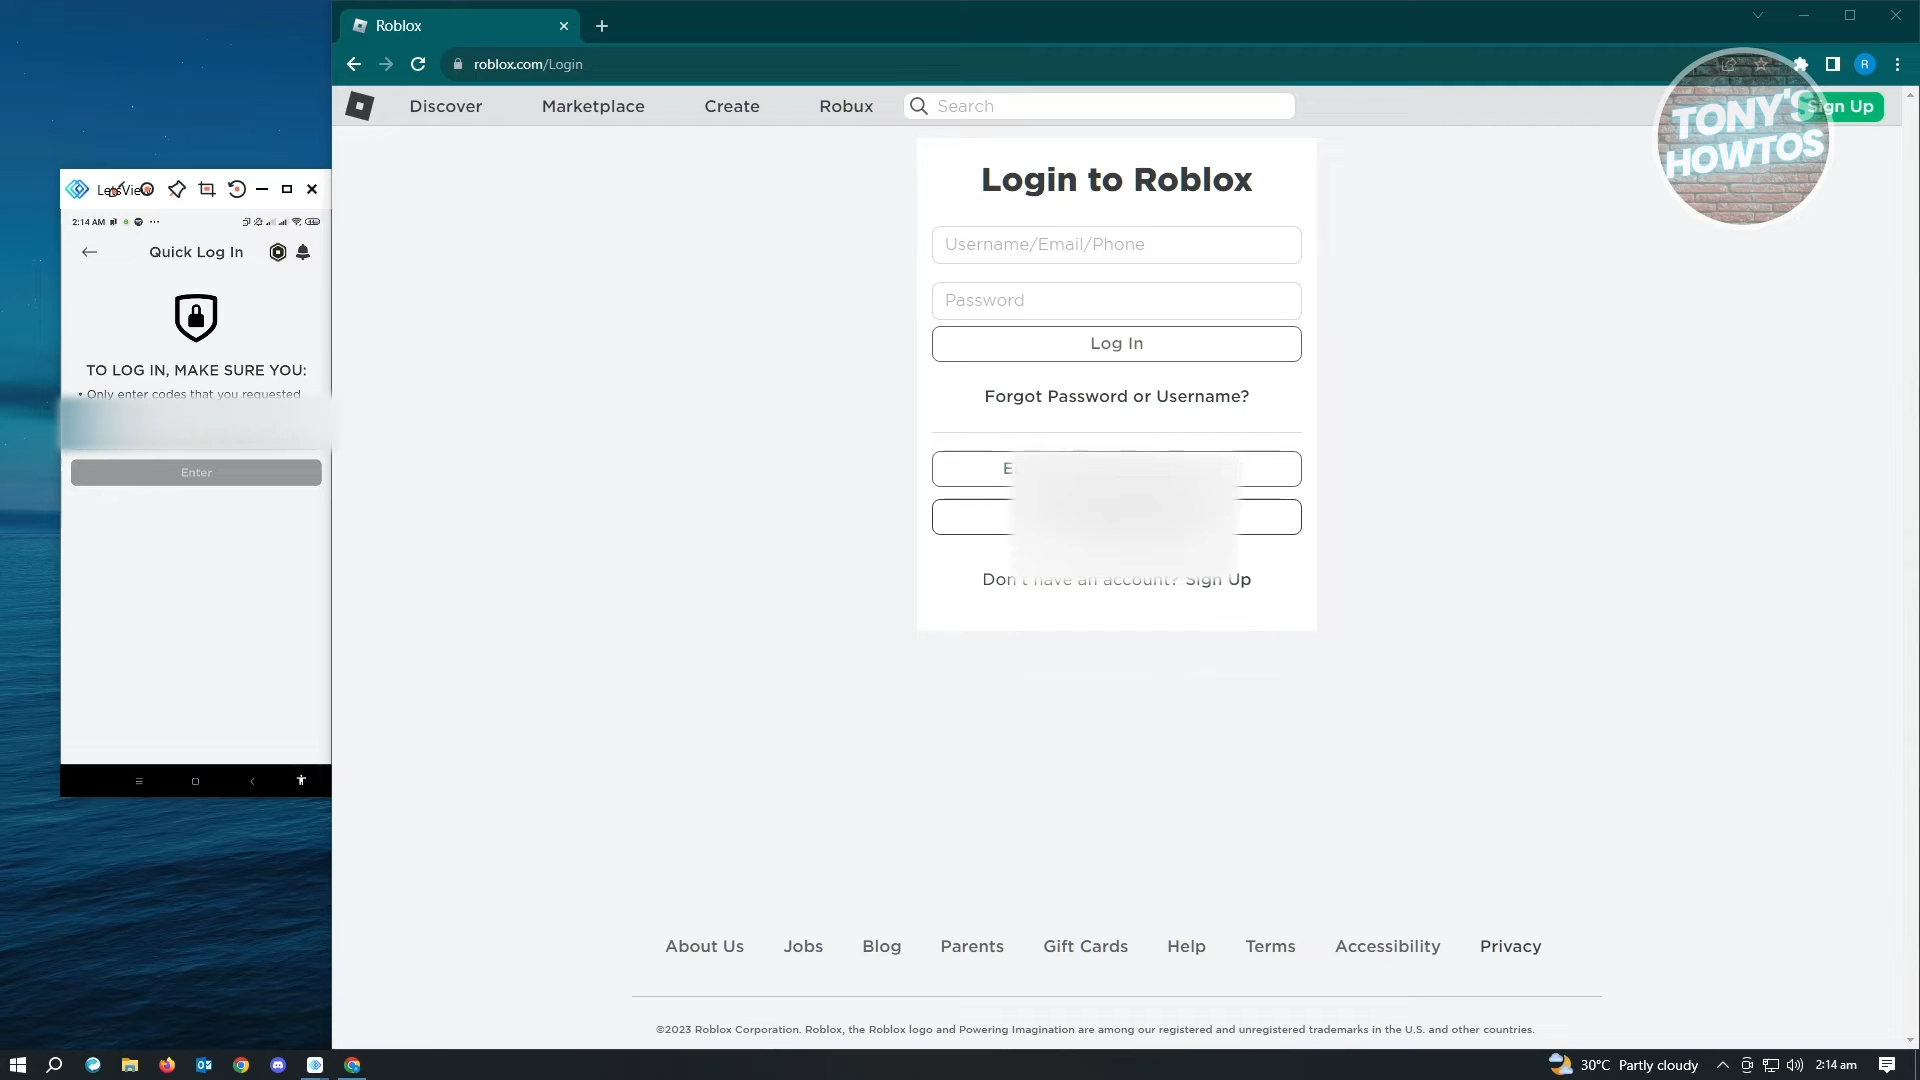 Roblox
roblox.com/Login
Discover
Marketplace
Create
Robux
Search
Sign Up
TONY'S
HOWTOS
LetsView
2:14 AM
Quick Log In
TO LOG IN, MAKE SURE YOU:
• Only enter codes that you requested
Enter
Login to Roblox
Username/Email/Phone
Password
Log In
Forgot Password or Username?
E
Don't have an account? Sign Up
About Us
Jobs
Blog
Parents
Gift Cards
Help
Terms
Accessibility
Privacy
©2023 Roblox Corporation. Roblox, the Roblox logo and Powering Imagination are among our registered and unregistered trademarks in the U.S. and other countries.
R
30°C Partly cloudy
2:14 am